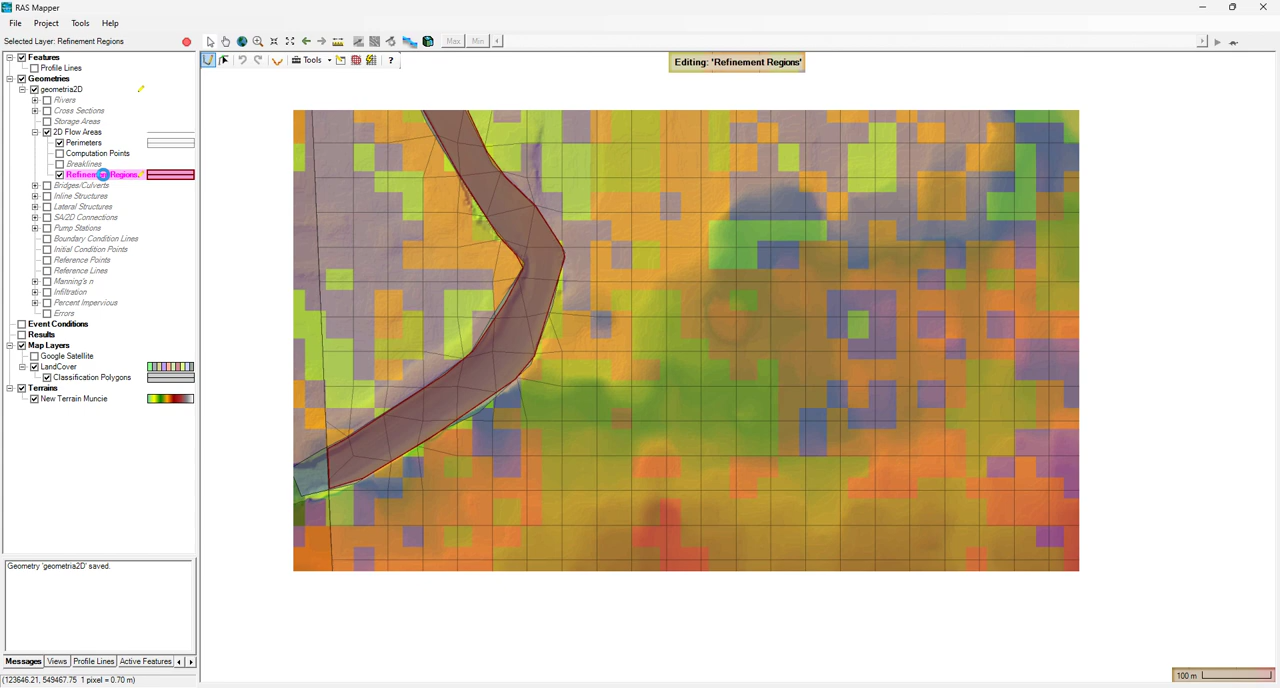 RAS Mapper
File Project Tools Help
Selected Layer: Refinement Regions
Max Min
Tools ?
Editing: 'Refinement Regions'
Features
Profile Lines
Geometries
geometria2D
Rivers
Cross Sections
Storage Areas
2D Flow Areas
Perimeters
Computation Points
Breaklines
Refinement Regions.
Bridges/Culverts
Inline Structures
Lateral Structures
SA/2D Connections
Pump Stations
Boundary Condition Lines
Initial Condition Points
Reference Points
Reference Lines
Manning's n
Infiltration
Percent Impervious
Errors
Event Conditions
Results
Map Layers
Google Satellite
LandCover
Classification Polygons
Terrains
New Terrain Muncie
Geometry 'geometria2D' saved.
Messages Views Profile Lines Active Features
(123646.21, 549467.75 1 pixel = 0.70 m)
100 m